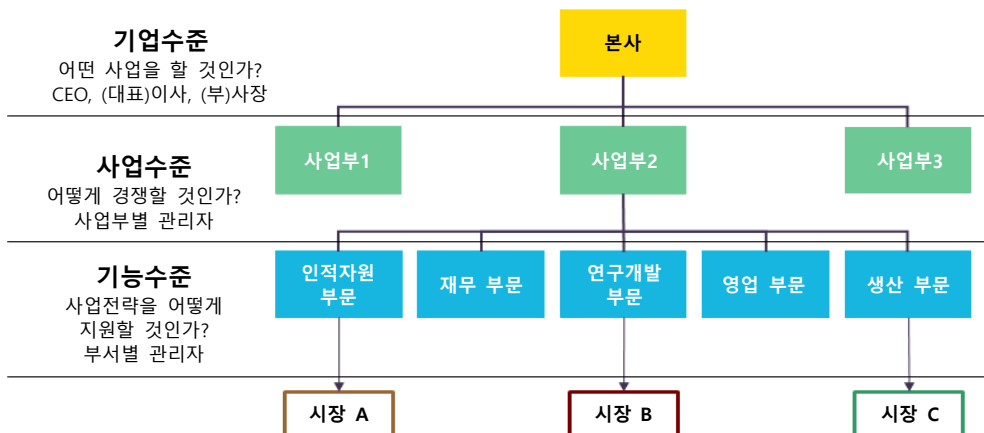 기업수준
어떤 사업을 할 것인가?
CEO, (대표)이사, (부)사장
본사
사업수준
어떻게 경쟁할 것인가?
사업부별 관리자
사업부1
사업부2
사업부3
기능수준
사업전략을 어떻게
지원할 것인가?
부서별 관리자
인적자원
부문
재무 부문
연구개발
부문
영업 부문
생산 부문
시장 A
시장 B
시장 C